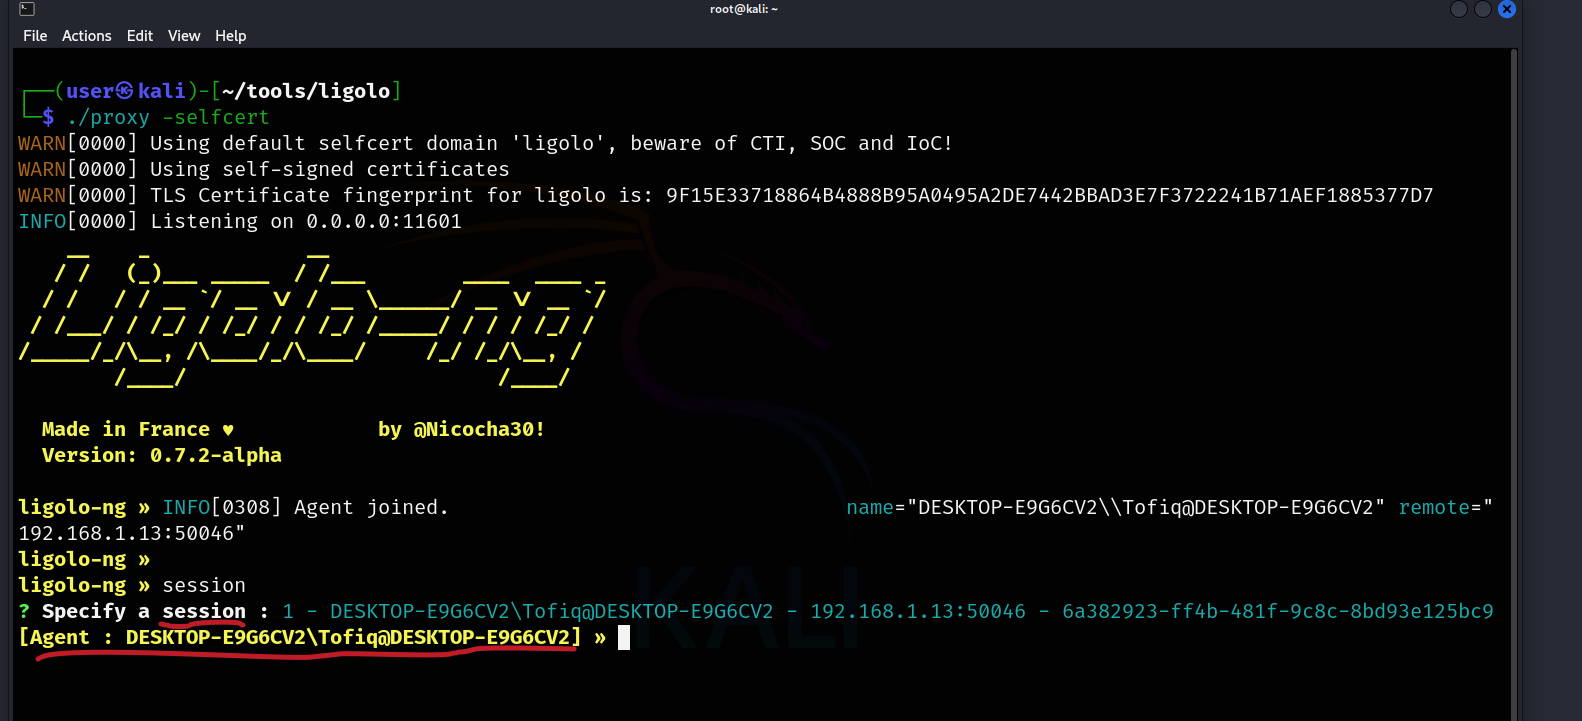 root@kali: ~
File Actions Edit View Help
(user㉿kali)-[~/tools/ligolo]
$ ./proxy -selfcert
WARN[0000] Using default selfcert domain 'ligolo', beware of CTI, SOC and IoC!
WARN[0000] Using self-signed certificates
WARN[0000] TLS Certificate fingerprint for ligolo is: 9F15E33718864B4888B95A0495A2DE7442BBAD3E7F3722241B71AEF1885377D7
INFO[0000] Listening on 0.0.0.0:11601
Ligolo-ng
Made in France ♥ by @Nicocha30!
Version: 0.7.2-alpha
ligolo-ng » INFO[0308] Agent joined. name="DESKTOP-E9G6CV2\\Tofiq@DESKTOP-E9G6CV2" remote="
192.168.1.13:50046"
ligolo-ng »
ligolo-ng » session
? Specify a session : 1 - DESKTOP-E9G6CV2\Tofiq@DESKTOP-E9G6CV2 - 192.168.1.13:50046 - 6a382923-ff4b-481f-9c8c-8bd93e125bc9
[Agent : DESKTOP-E9G6CV2\Tofiq@DESKTOP-E9G6CV2] »
KALI